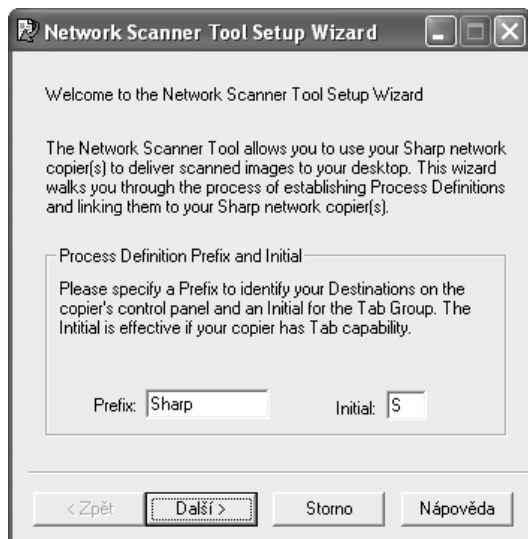 Network Scanner Tool Setup Wizard
Welcome to the Network Scanner Tool Setup Wizard
The Network Scanner Tool allows you to use your Sharp network
copier(s) to deliver scanned images to your desktop. This wizard
walks you through the process of establishing Process Definitions
and linking them to your Sharp network copier(s).
Process Definition Prefix and Initial
Please specify a Prefix to identify your Destinations on the
copier's control panel and an Initial for the Tab Group. The
Intitial is effective if your copier has Tab capability.
Prefix: Sharp Initial: S
< Zpět Další > Storno Nápověda